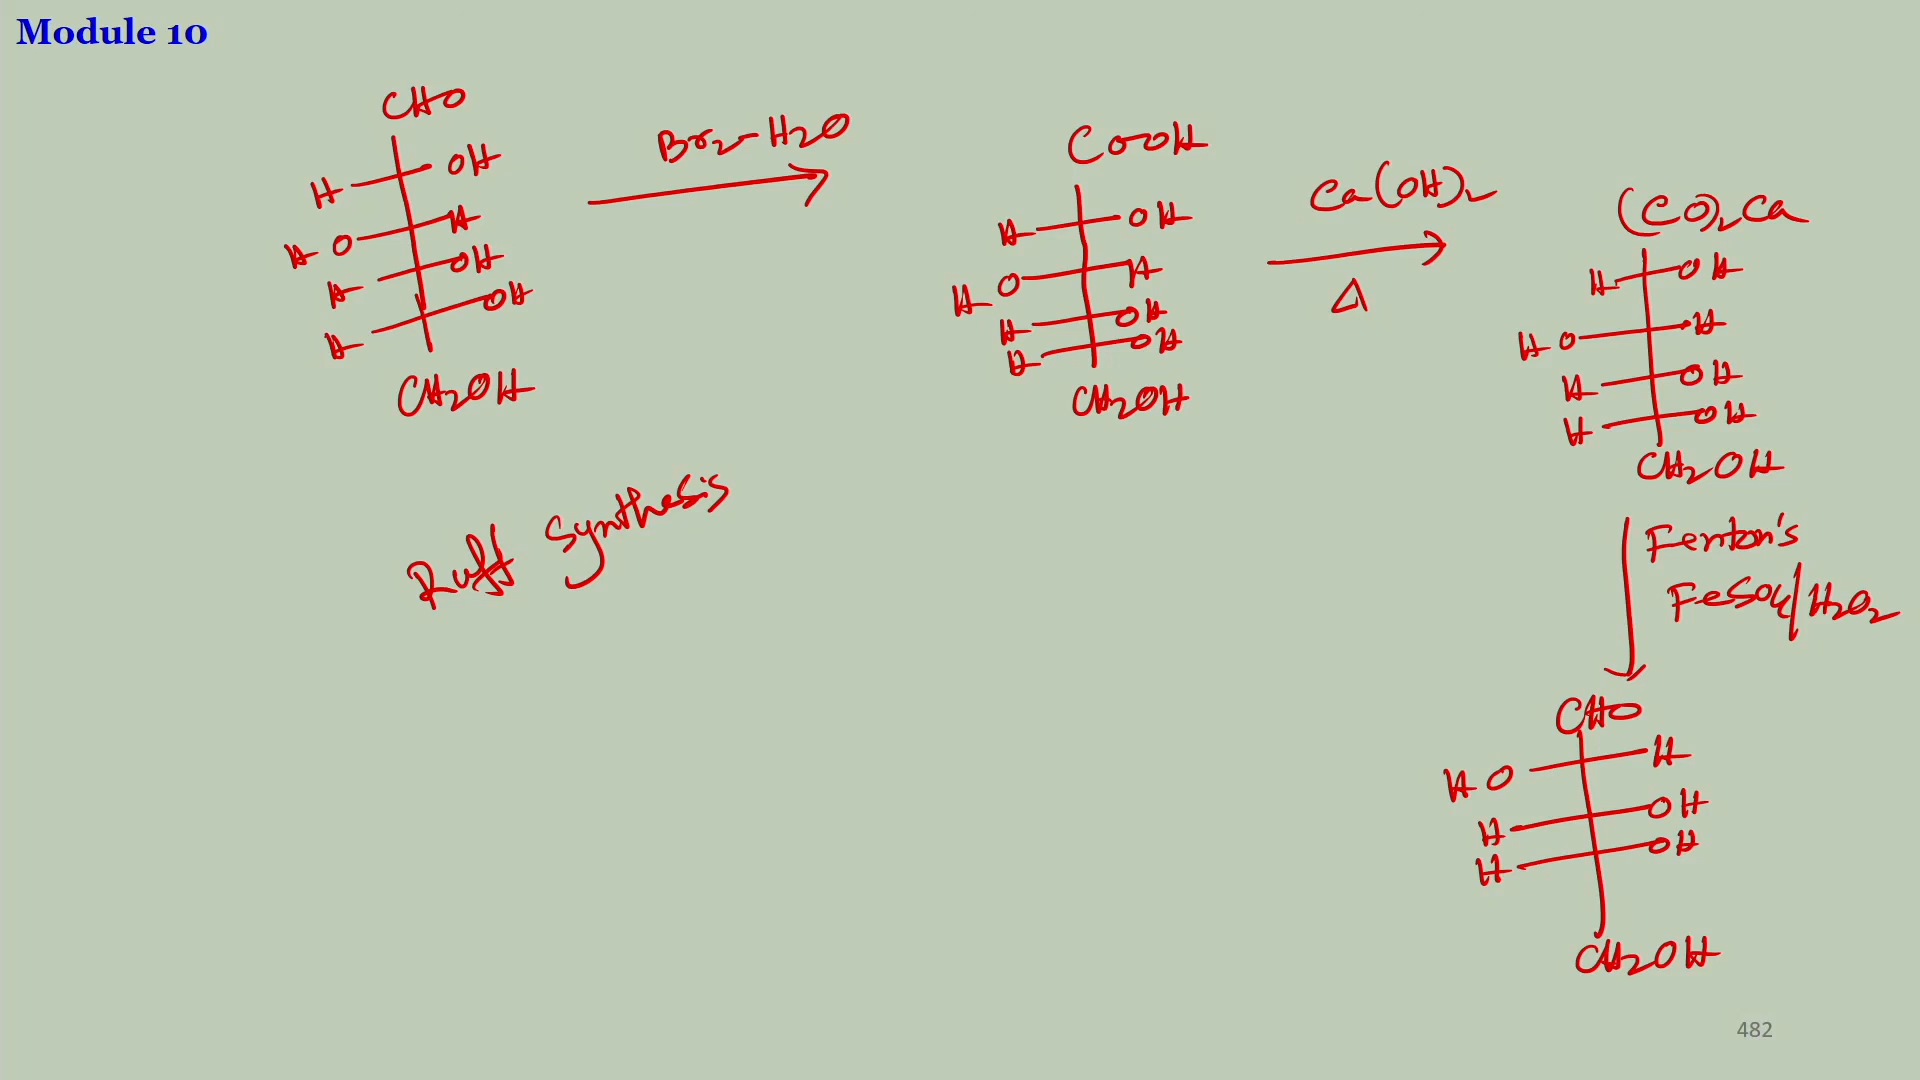 Module 10
CHO
H OH
HO H
H OH
H OH
CH2OH
Br2-H2O
COOH
H OH
HO H
H OH
H OH
CH2OH
Ca(OH)2
Δ
(CO)2Ca
H OH
HO H
H OH
H OH
CH2OH
Ruff Synthesis
Fenton's
FeSO4/H2O2
CHO
HO H
H OH
H OH
CH2OH
482